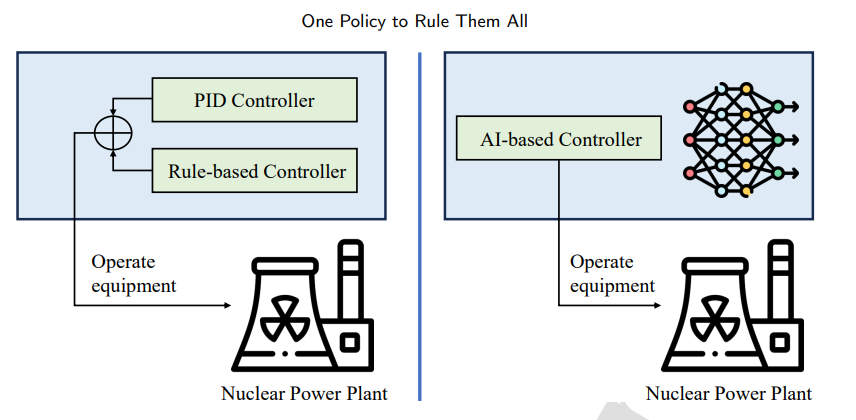 One Policy to Rule Them All
PID Controller
Rule-based Controller
Operate
equipment
Nuclear Power Plant
AI-based Controller
Operate
equipment
Nuclear Power Plant